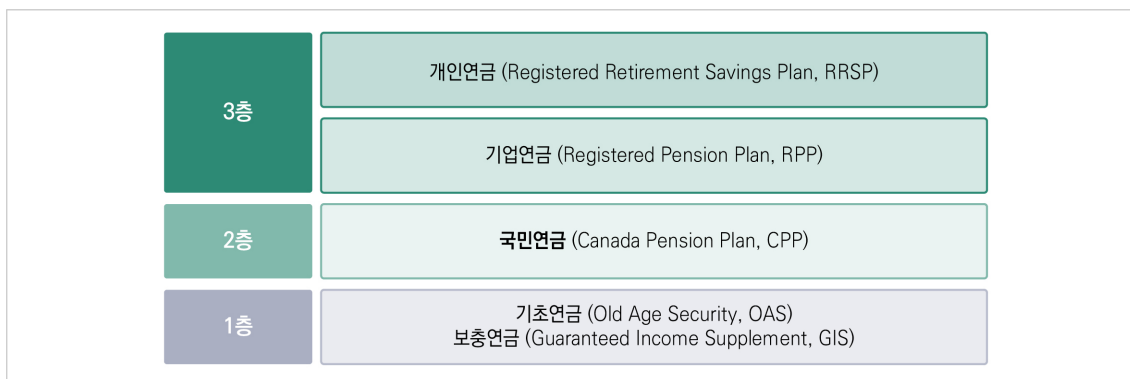 3층
개인연금 (Registered Retirement Savings Plan, RRSP)
기업연금 (Registered Pension Plan, RPP)
2층
국민연금 (Canada Pension Plan, CPP)
1층
기초연금 (Old Age Security, OAS)
보충연금 (Guaranteed Income Supplement, GIS)